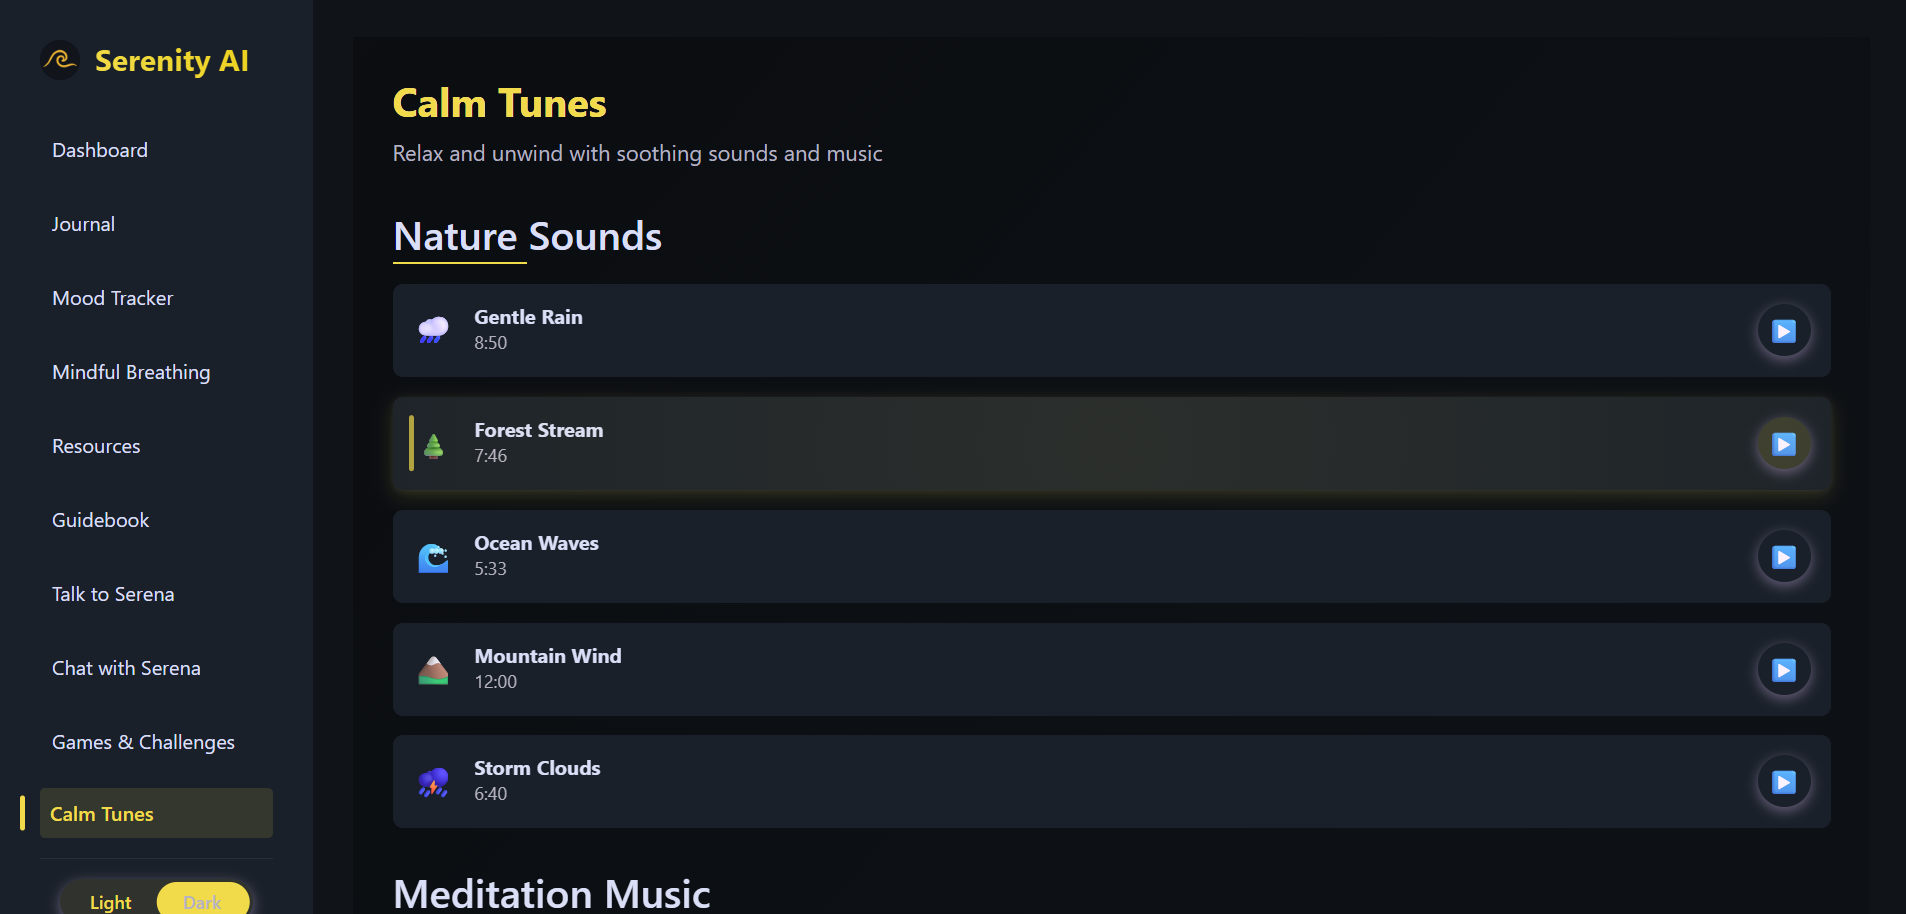 Serenity AI
Dashboard
Journal
Mood Tracker
Mindful Breathing
Resources
Guidebook
Talk to Serena
Chat with Serena
Games & Challenges
Calm Tunes
Light
Dark
Calm Tunes
Relax and unwind with soothing sounds and music
Nature Sounds
Gentle Rain
8:50
Forest Stream
7:46
Ocean Waves
5:33
Mountain Wind
12:00
Storm Clouds
6:40
Meditation Music